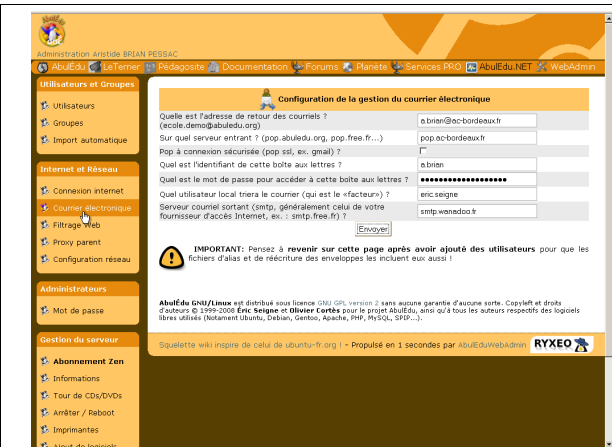 AbulÉdu
Administration Aristide BRIAN PESSAC
AbulÉdu LeTerrier Pédagosite Documentation Forums Planète Services PRO AbulEdu.NET WebAdmin
Utilisateurs et Groupes
Utilisateurs
Groupes
Import automatique
Internet et Réseau
Connexion internet
Courrier électronique
Filtrage Web
Proxy parent
Configuration réseau
Administrateurs
Mot de passe
Gestion du serveur
Abonnement Zen
Informations
Tour de CDs/DVDs
Arrêter / Reboot
Imprimantes
Ajout de logiciels
Configuration de la gestion du courrier électronique
Quelle est l'adresse de retour des courriels ?
(ecole.demo@abuledu.org)
a.brian@ac-bordeaux.fr
Sur quel serveur entrant ? (pop.abuledu.org, pop.free.fr...)
pop.ac-bordeaux.fr
Pop à connexion sécurisée (pop ssl, ex. gmail) ?
Quel est l'identifiant de cette boîte aux lettres ?
a.brian
Quel est le mot de passe pour accéder à cette boîte aux lettres ?
Quel utilisateur local triera le courrier (qui est le «facteur») ?
eric.seigne
Serveur courriel sortant (smtp, généralement celui de votre
fournisseur d'accès Internet, ex. : smtp.free.fr) ?
smtp.wanadoo.fr
Envoyer
IMPORTANT: Pensez à revenir sur cette page après avoir ajouté des utilisateurs pour que les
fichiers d'alias et de réécriture des enveloppes les incluent eux aussi !
AbulÉdu GNU/Linux est distribué sous licence GNU GPL version 2 sans aucune garantie d'aucune sorte. Copyleft et droits
d'auteurs © 1999-2008 Éric Seigne et Olivier Cortès pour le projet AbulÉdu, ainsi qu'à tous les auteurs respectifs des logiciels
libres utilisés (Notament Ubuntu, Debian, Gentoo, Apache, PHP, MySQL, SPIP...).
Squelette wiki inspire de celui de ubuntu-fr.org ! - Propulsé en 1 secondes par AbulEduWebAdmin
RYXEO